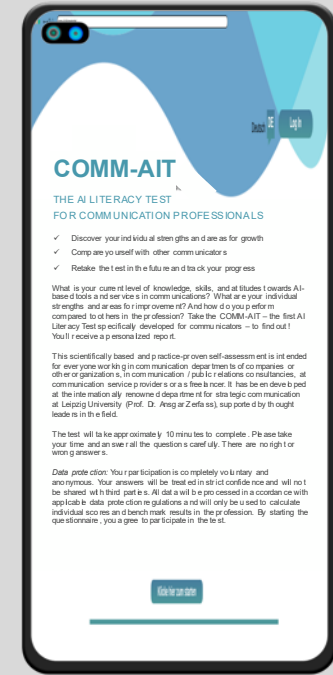 Deutsch DE Log In
COMM-AIT
THE AI LITERACY TEST
FOR COMMUNICATION PROFESSIONALS
✓ Discover your individual strengths and areas for growth
✓ Compare yourself with other communicators
✓ Retake the test in the future and track your progress
What is your current level of knowledge, skills, and attitudes towards AI-
based tools and services in communications? What are your individual
strengths and areas for improvement? And how do you perform
compared to others in the profession? Take the COMM-AIT – the first AI
Literacy Test specifically developed for communicators – to find out!
You'll receive a personalized report.
This scientifically based and practice-proven self-assessment is intended
for everyone working in communication departments of companies or
other organizations, in communication / public relations consultancies, at
communication service providers or as a freelancer. It has been developed
at the internationally renowned department for strategic communication
at Leipzig University (Prof. Dr. Ansgar Zerfass), supported by thought
leaders in the field.
The test will take approximately 10 minutes to complete. Please take
your time and answer all the questions carefully. There are no right or
wrong answers.
Data protection: Your participation is completely voluntary and
anonymous. Your answers will be treated in strict confidence and will not
be shared with third parties. All data will be processed in accordance with
applicable data protection regulations and will only be used to calculate
individual scores and benchmark results in the profession. By starting the
questionnaire, you agree to participate in the test.
Klicke hier zum starten